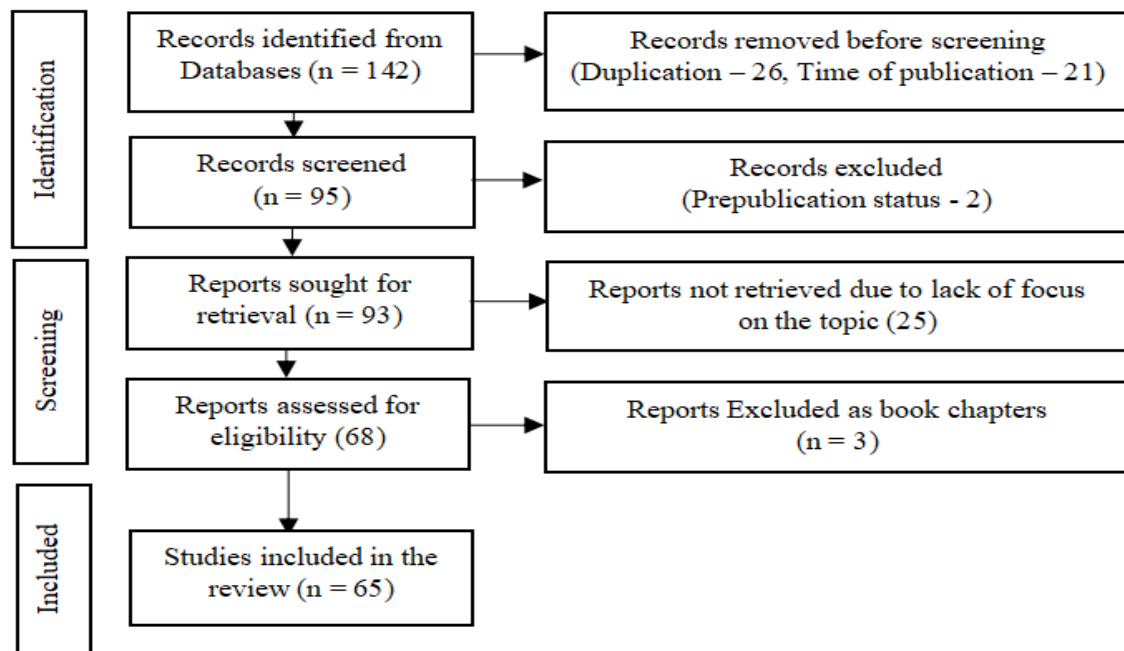 Identification
Records identified from
Databases (n = 142)
Records removed before screening
(Duplication – 26, Time of publication – 21)
Records screened
(n = 95)
Records excluded
(Prepublication status - 2)
Screening
Reports sought for
retrieval (n = 93)
Reports not retrieved due to lack of focus
on the topic (25)
Reports assessed for
eligibility (68)
Reports Excluded as book chapters
(n = 3)
Included
Studies included in the
review (n = 65)